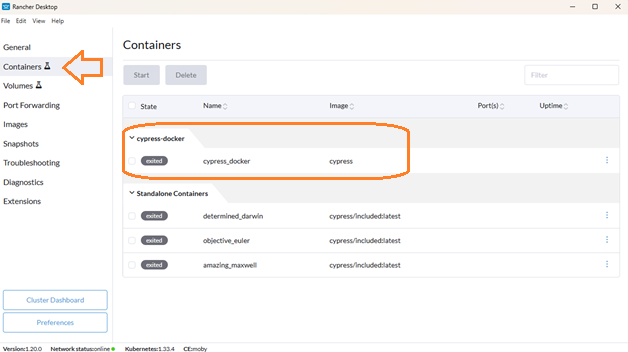 Rancher Desktop
File Edit View Help
General
Containers
Volumes
Port Forwarding
Images
Snapshots
Troubleshooting
Diagnostics
Extensions
Cluster Dashboard
Preferences
Containers
Start Delete Filter
State Name Image Port(s) Uptime
cypress-docker
exited cypress_docker cypress
Standalone Containers
exited determined_darwin cypress/included:latest
exited objective_euler cypress/included:latest
exited amazing_maxwell cypress/included:latest
Version:1.20.0 Network status:online Kubernetes:1.33.4 CE:moby